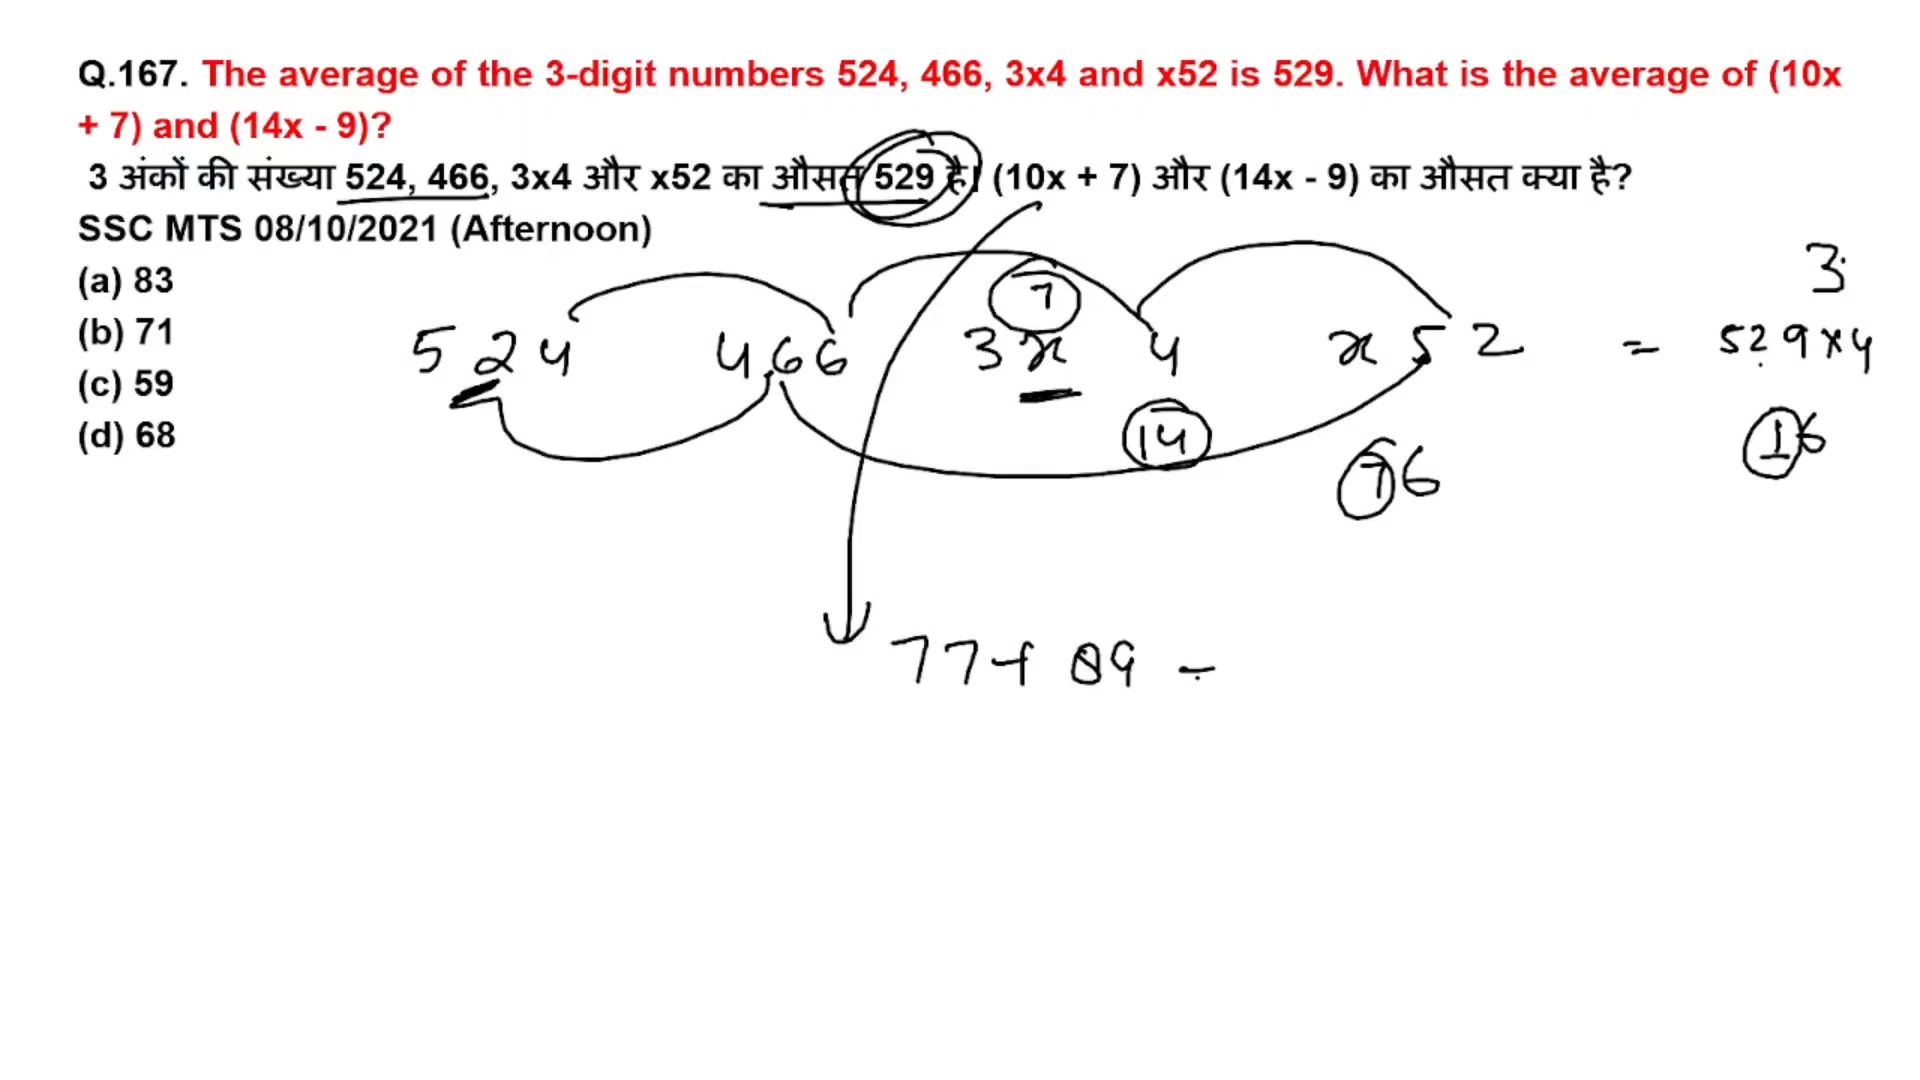 Q.167. The average of the 3-digit numbers 524, 466, 3x4 and x52 is 529. What is the average of (10x
+ 7) and (14x - 9)?
3 अंकों की संख्या 524, 466, 3x4 और x52 का औसत 529 है। (10x + 7) और (14x - 9) का औसत क्या है?
SSC MTS 08/10/2021 (Afternoon)
(a) 83
(b) 71
(c) 59
(d) 68
3
7
524 466 3x4 x52 = 529×4
14
76
16
77+89 =